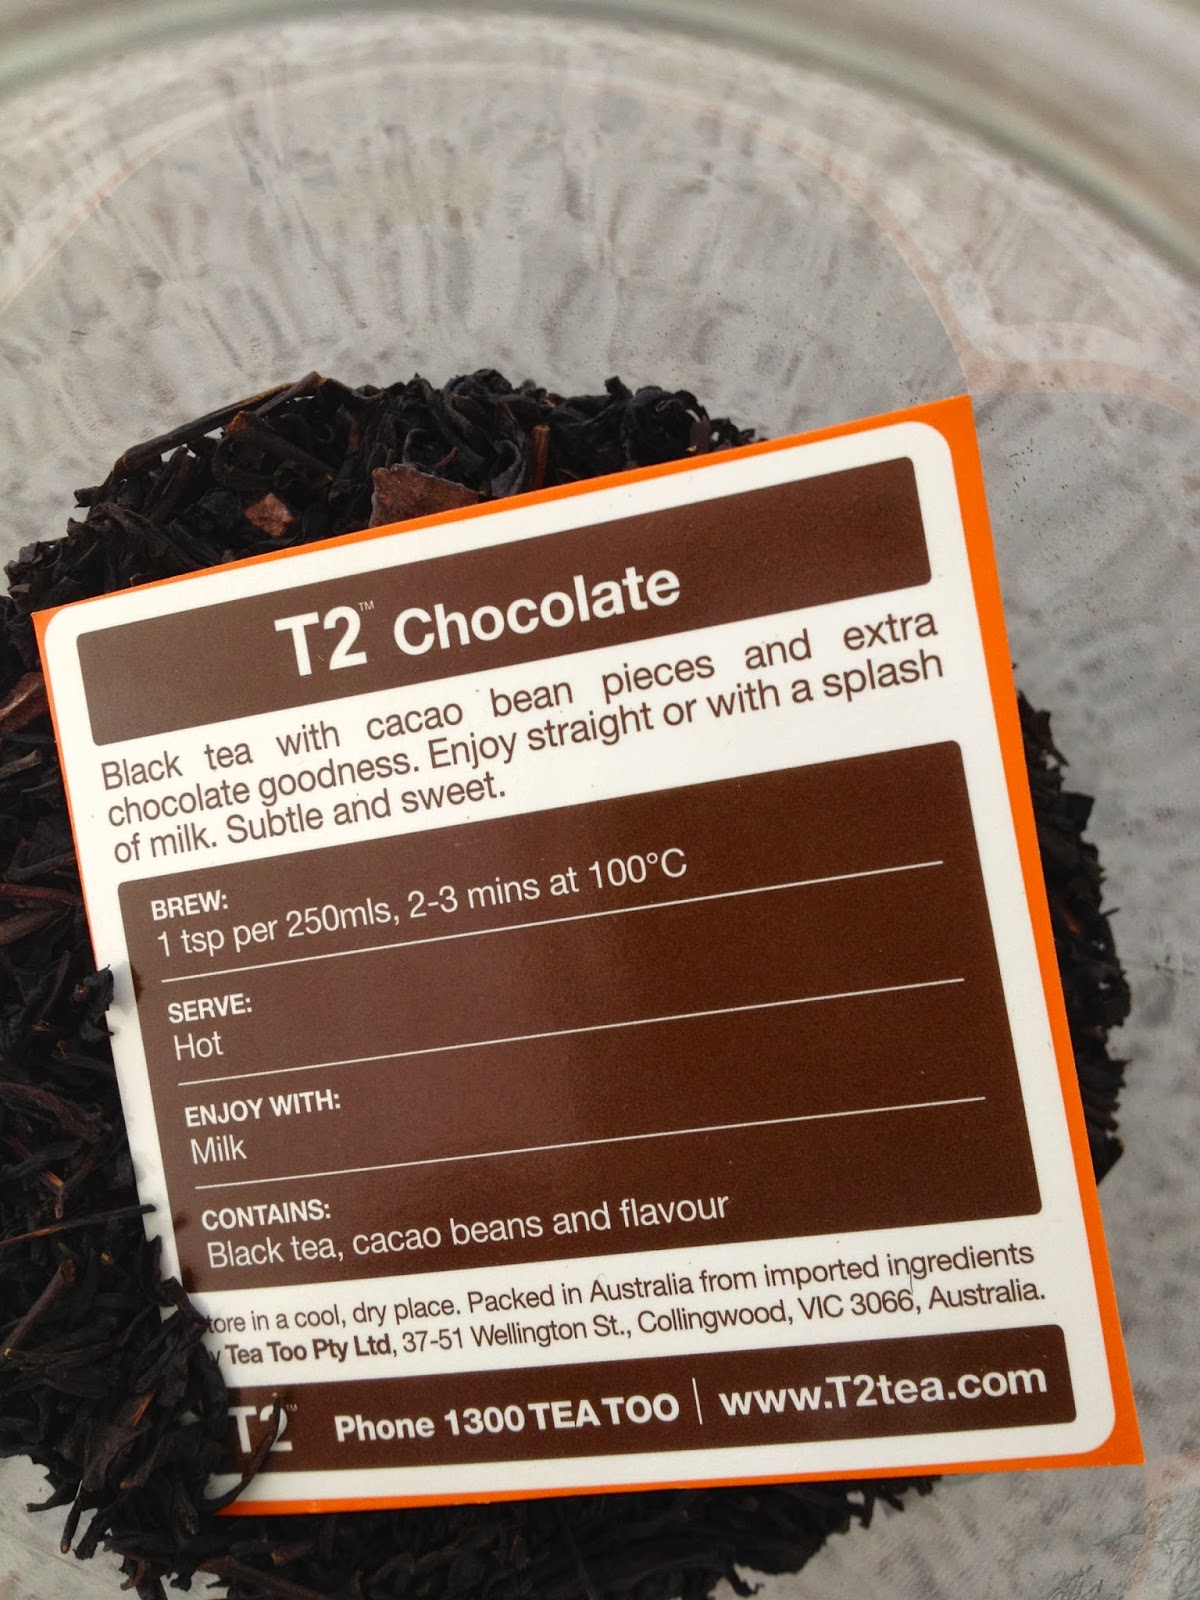 T2™ Chocolate
Black tea with cacao bean pieces and extra
chocolate goodness. Enjoy straight or with a splash
of milk. Subtle and sweet.
BREW:
1 tsp per 250mls, 2-3 mins at 100°C
SERVE:
Hot
ENJOY WITH:
Milk
CONTAINS:
Black tea, cacao beans and flavour
tore in a cool, dry place. Packed in Australia from imported ingredients
y Tea Too Pty Ltd, 37-51 Wellington St., Collingwood, VIC 3066, Australia.
T2™ Phone 1300 TEA TOO | www.T2tea.com